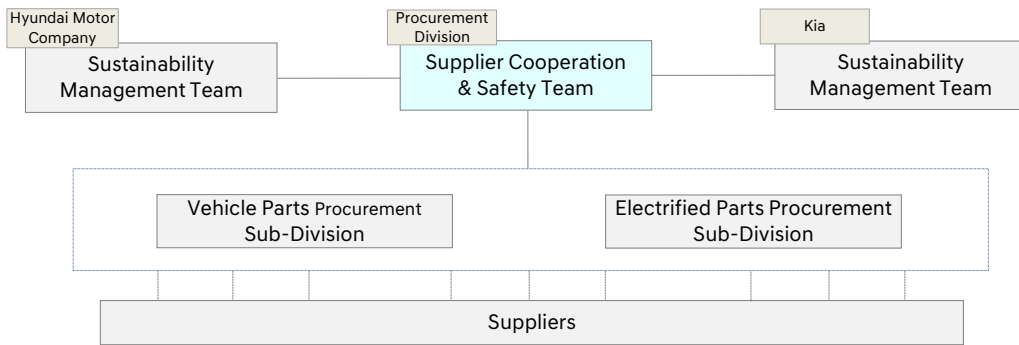 Hyundai Motor
Company
Sustainability
Management Team
Procurement
Division
Supplier Cooperation
& Safety Team
Kia
Sustainability
Management Team
Vehicle Parts Procurement
Sub-Division
Electrified Parts Procurement
Sub-Division
Suppliers